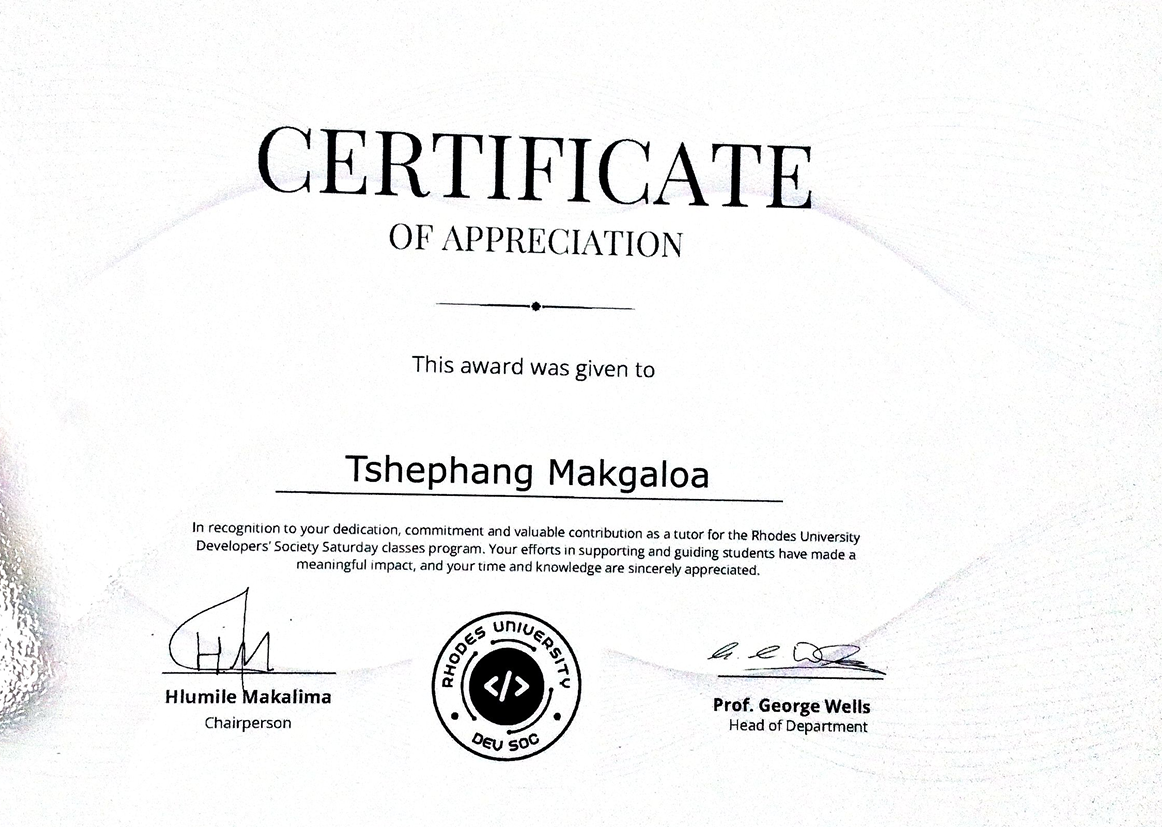 CERTIFICATE
OF APPRECIATION
This award was given to
Tshephang Makgaloa
In recognition to your dedication, commitment and valuable contribution as a tutor for the Rhodes University
Developers' Society Saturday classes program. Your efforts in supporting and guiding students have made a
meaningful impact, and your time and knowledge are sincerely appreciated.
HM
Hlumile Makalima
Chairperson
RHODES UNIVERSITY
</>
DEV SOC
Prof. George Wells
Head of Department